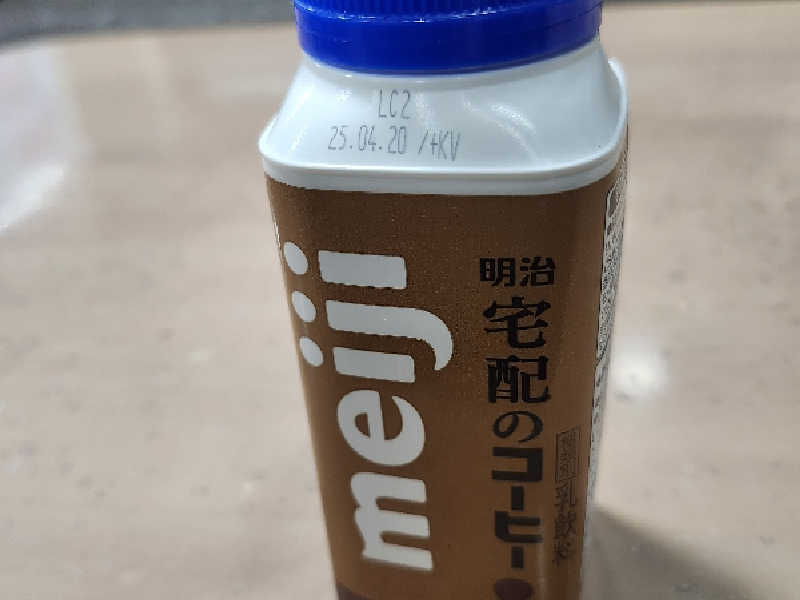 LC2
25.04.20 /+KV
meiji
明治
宅配のコーヒー
乳飲料